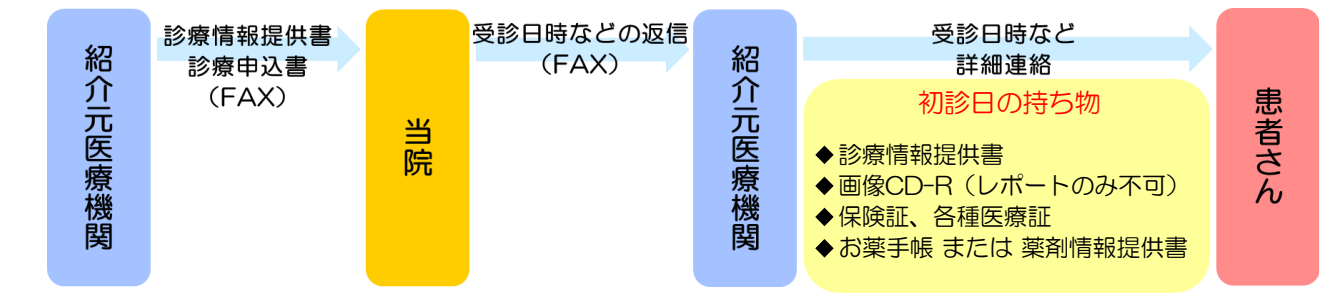 紹介元医療機関
診療情報提供書
診療申込書
（FAX）
当院
受診日時などの返信
（FAX）
紹介元医療機関
受診日時など
詳細連絡
初診日の持ち物
◆診療情報提供書
◆画像CD-R（レポートのみ不可）
◆保険証、各種医療証
◆お薬手帳 または 薬剤情報提供書
患者さん